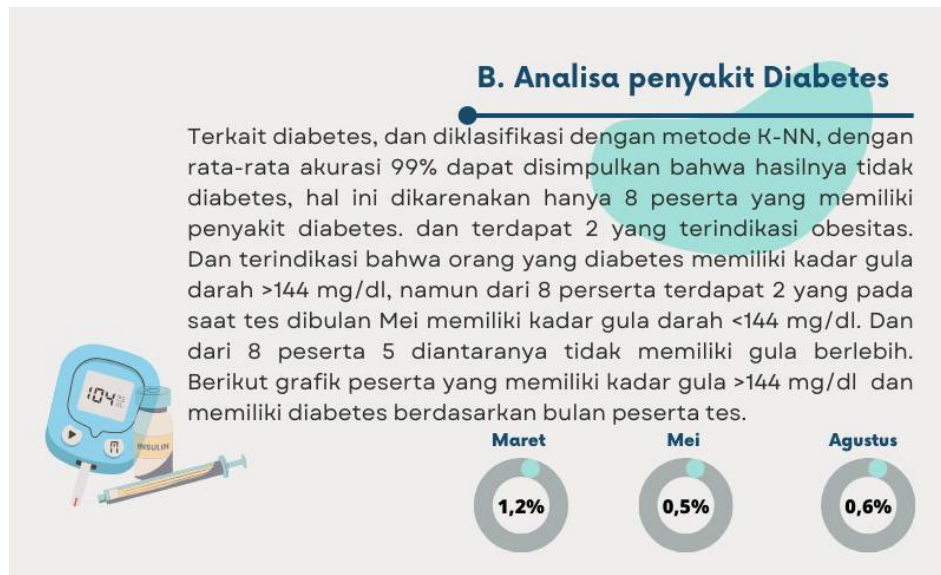 B. Analisa penyakit Diabetes
Terkait diabetes, dan diklasifikasi dengan metode K-NN, dengan
rata-rata akurasi 99% dapat disimpulkan bahwa hasilnya tidak
diabetes, hal ini dikarenakan hanya 8 peserta yang memiliki
penyakit diabetes. dan terdapat 2 yang terindikasi obesitas.
Dan terindikasi bahwa orang yang diabetes memiliki kadar gula
darah >144 mg/dl, namun dari 8 perserta terdapat 2 yang pada
saat tes dibulan Mei memiliki kadar gula darah <144 mg/dl. Dan
dari 8 peserta 5 diantaranya tidak memiliki gula berlebih.
Berikut grafik peserta yang memiliki kadar gula >144 mg/dl dan
memiliki diabetes berdasarkan bulan peserta tes.
104
INSULIN
Maret Mei Agustus
1,2% 0,5% 0,6%